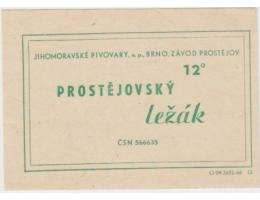 JIHOMORAVSKÉ PIVOVARY, n. p., BRNO, ZÁVOD PROSTĚJOV
12°
PROSTĚJOVSKÝ
ležák
ČSN 566635